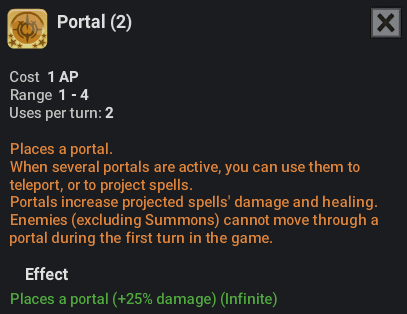 Portal (2)
Cost 1 AP
Range 1 - 4
Uses per turn: 2
Places a portal.
When several portals are active, you can use them to
teleport, or to project spells.
Portals increase projected spells' damage and healing.
Enemies (excluding Summons) cannot move through a
portal during the first turn in the game.
Effect
Places a portal (+25% damage) (Infinite)